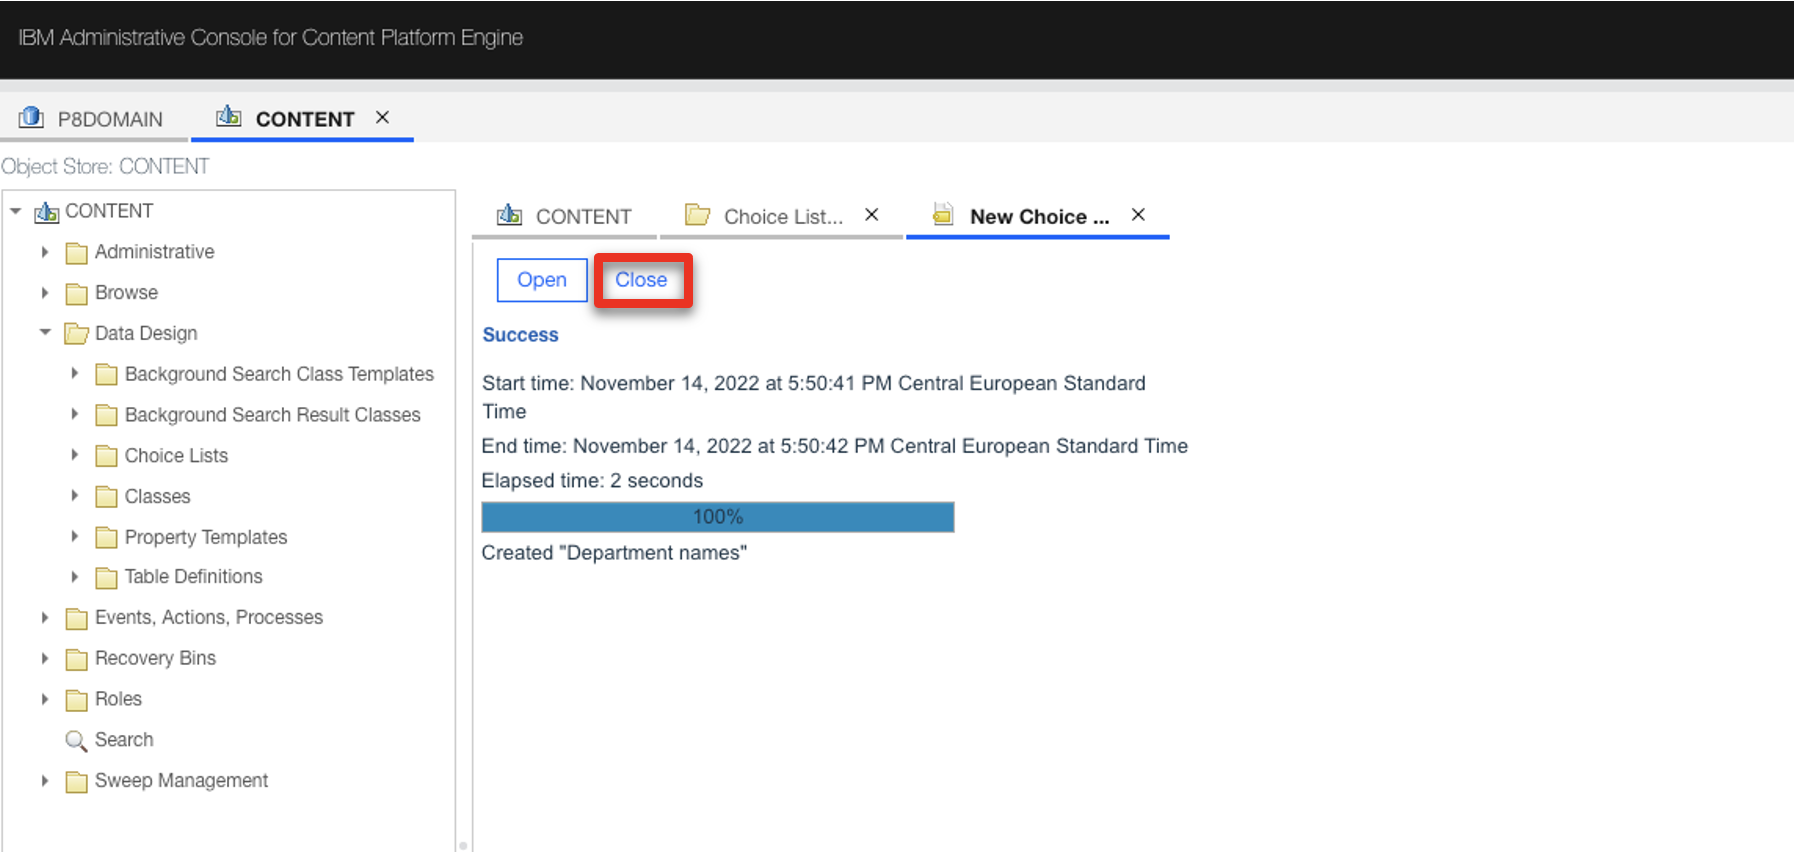 IBM Administrative Console for Content Platform Engine
P8DOMAIN
CONTENT
Object Store: CONTENT
CONTENT
Administrative
Browse
Data Design
Background Search Class Templates
Background Search Result Classes
Choice Lists
Classes
Property Templates
Table Definitions
Events, Actions, Processes
Recovery Bins
Roles
Search
Sweep Management
CONTENT
Choice List...
New Choice ...
Open
Close
Success
Start time: November 14, 2022 at 5:50:41 PM Central European Standard
Time
End time: November 14, 2022 at 5:50:42 PM Central European Standard Time
Elapsed time: 2 seconds
100%
Created "Department names"